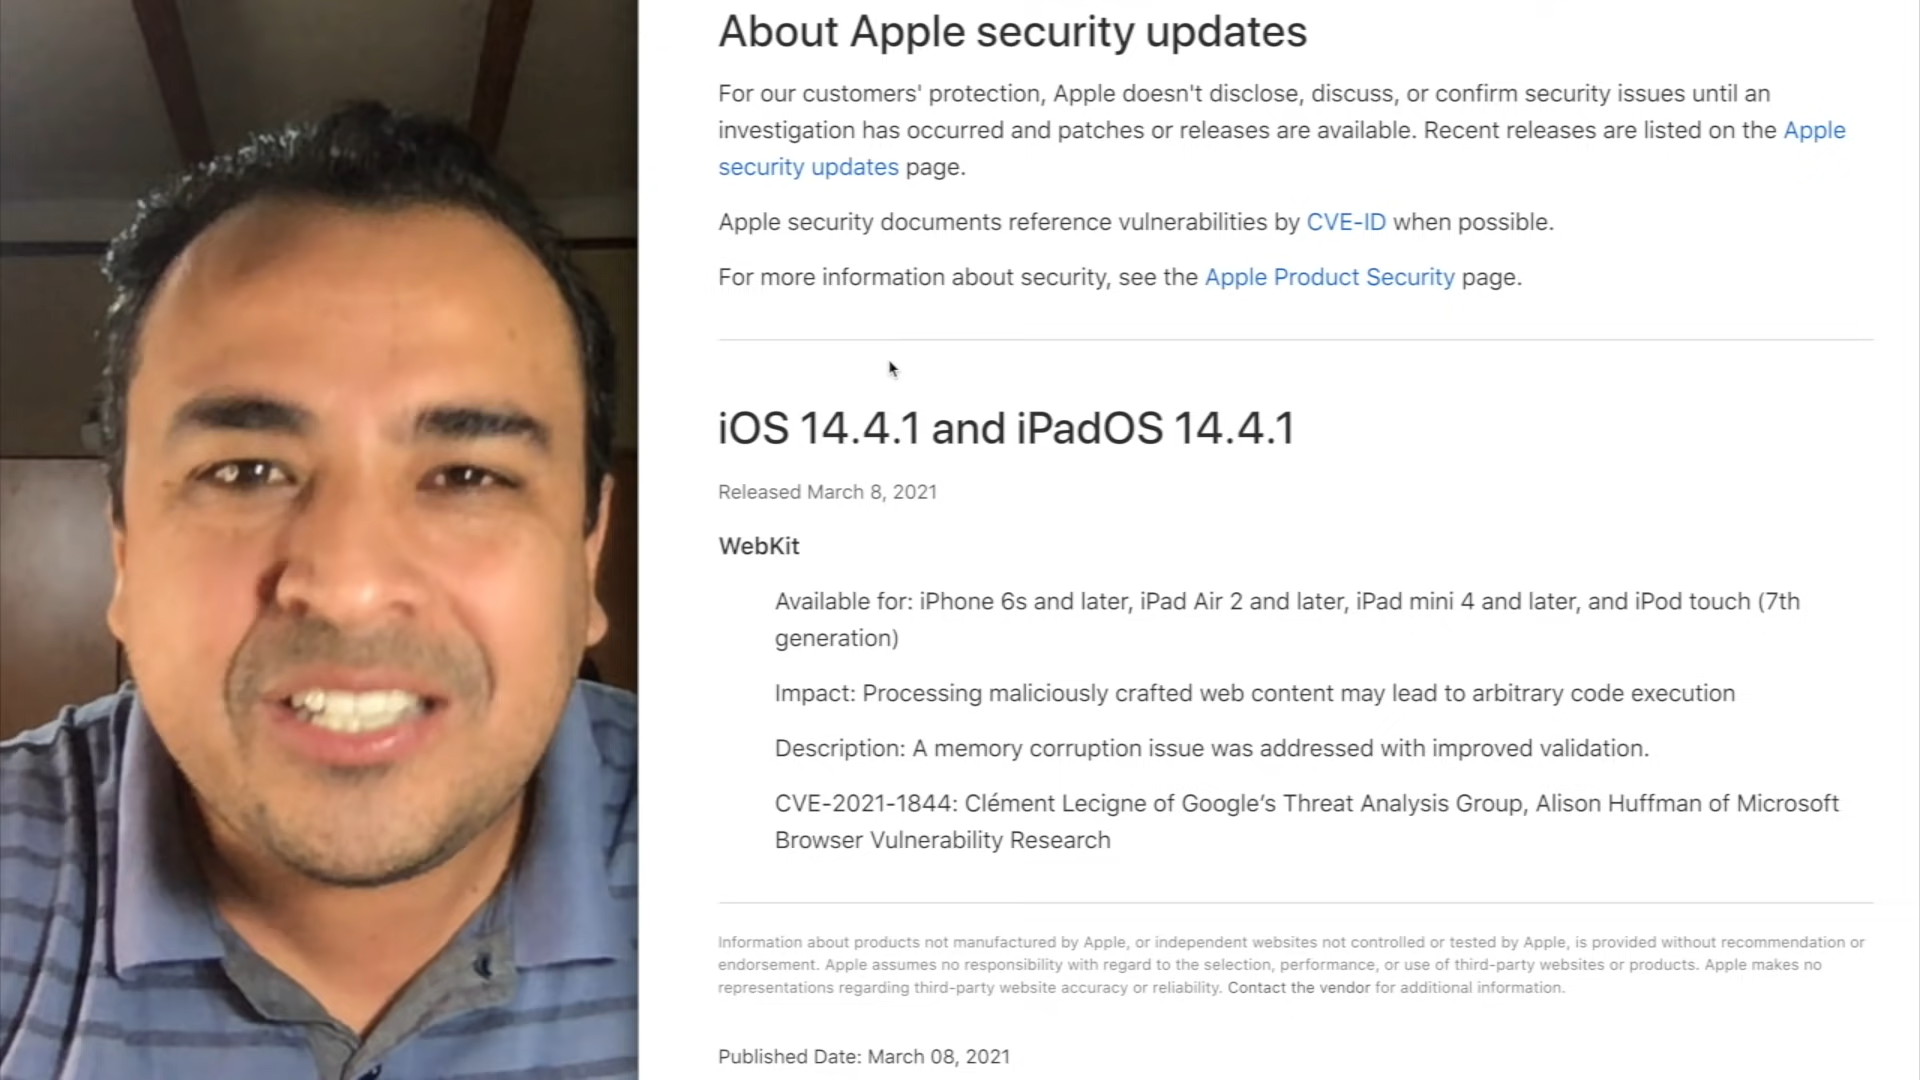 About Apple security updates
For our customers' protection, Apple doesn't disclose, discuss, or confirm security issues until an
investigation has occurred and patches or releases are available. Recent releases are listed on the Apple
security updates page.
Apple security documents reference vulnerabilities by CVE-ID when possible.
For more information about security, see the Apple Product Security page.
iOS 14.4.1 and iPadOS 14.4.1
Released March 8, 2021
WebKit
Available for: iPhone 6s and later, iPad Air 2 and later, iPad mini 4 and later, and iPod touch (7th
generation)
Impact: Processing maliciously crafted web content may lead to arbitrary code execution
Description: A memory corruption issue was addressed with improved validation.
CVE-2021-1844: Clément Lecigne of Google’s Threat Analysis Group, Alison Huffman of Microsoft
Browser Vulnerability Research
Information about products not manufactured by Apple, or independent websites not controlled or tested by Apple, is provided without recommendation or
endorsement. Apple assumes no responsibility with regard to the selection, performance, or use of third-party websites or products. Apple makes no
representations regarding third-party website accuracy or reliability. Contact the vendor for additional information.
Published Date: March 08, 2021